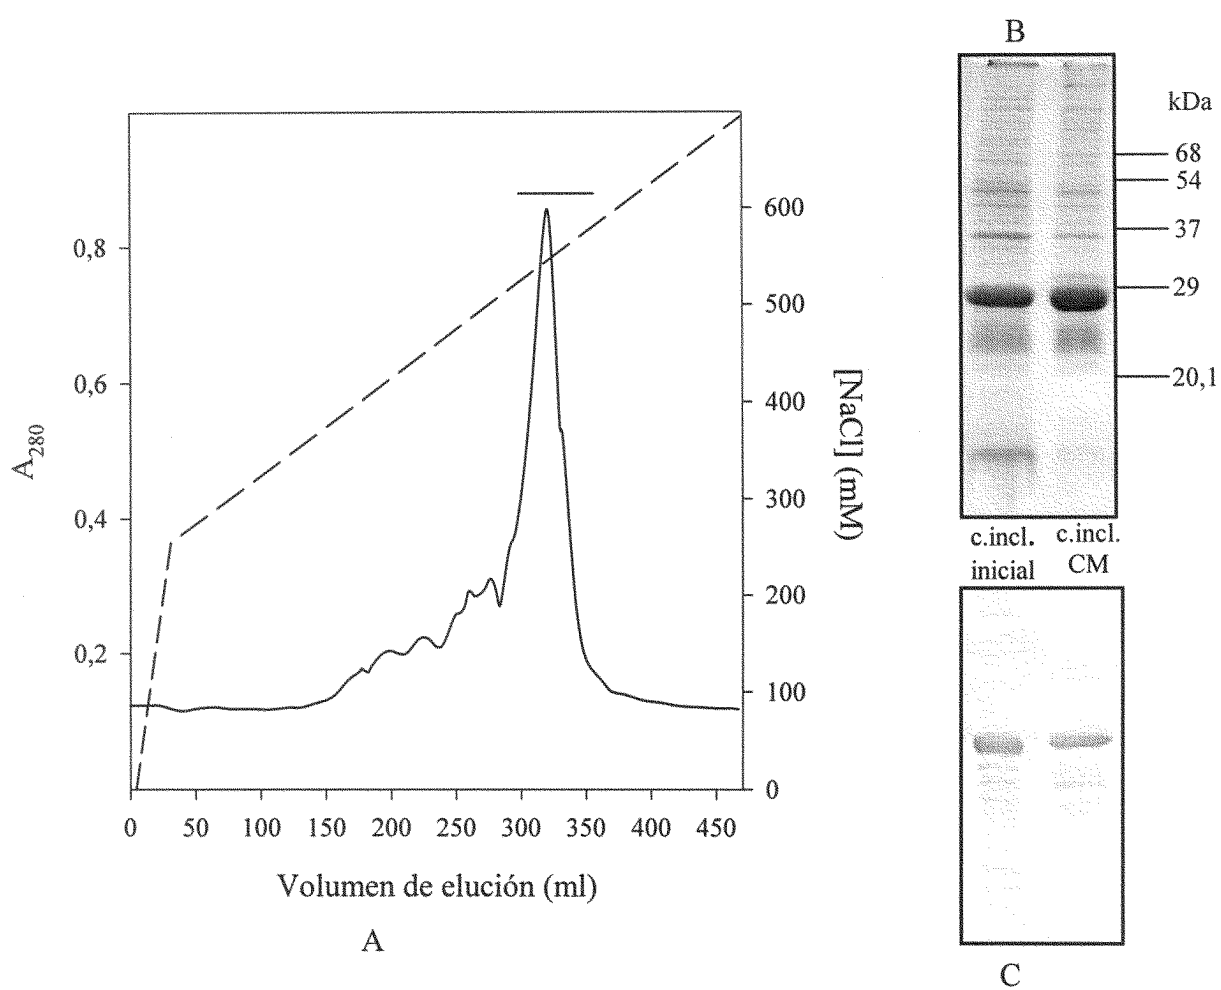 B
kDa
68
54
37
29
20,1
c.incl. c.incl.
inicial CM
C
0,8
0,6
0,4
0,2
A280
600
500
400
300
200
100
0
[NaCl] (mM)
0 50 100 150 200 250 300 350 400 450
Volumen de elución (ml)
A